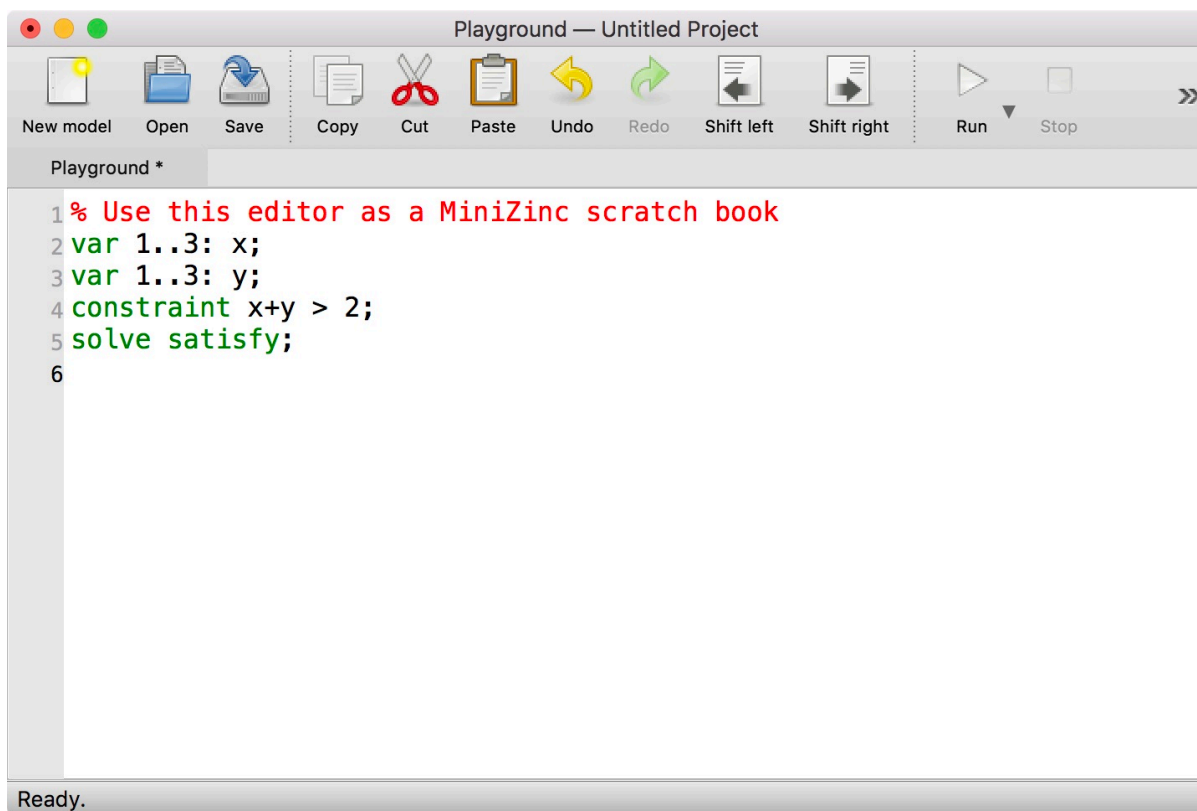 Playground — Untitled Project
New model Open Save Copy Cut Paste Undo Redo Shift left Shift right Run Stop
Playground *
1 % Use this editor as a MiniZinc scratch book
2 var 1..3: x;
3 var 1..3: y;
4 constraint x+y > 2;
5 solve satisfy;
6
Ready.